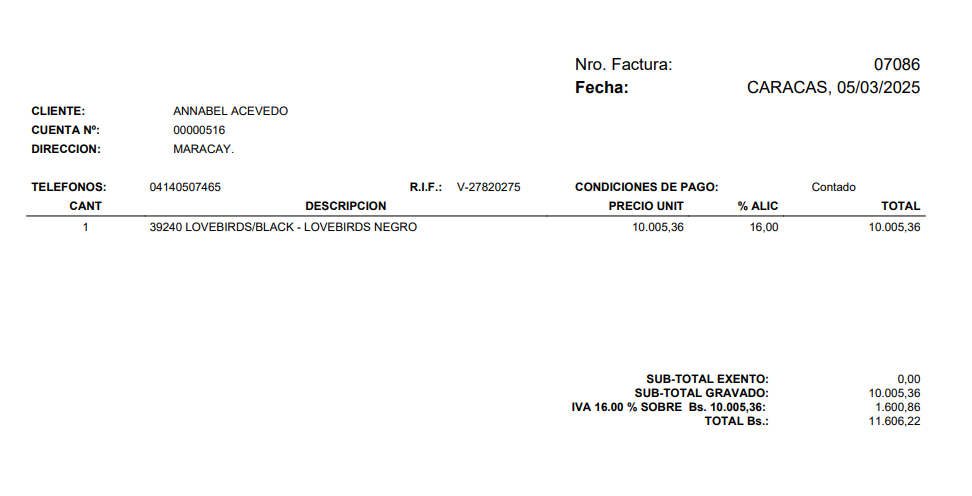 Nro. Factura: 07086
Fecha: CARACAS, 05/03/2025
CLIENTE: ANNABEL ACEVEDO
CUENTA Nº: 00000516
DIRECCION: MARACAY.
TELEFONOS: 04140507465 R.I.F.: V-27820275 CONDICIONES DE PAGO: Contado
CANT DESCRIPCION PRECIO UNIT % ALIC TOTAL
1 39240 LOVEBIRDS/BLACK - LOVEBIRDS NEGRO 10.005,36 16,00 10.005,36
SUB-TOTAL EXENTO: 0,00
SUB-TOTAL GRAVADO: 10.005,36
IVA 16.00 % SOBRE Bs. 10.005,36: 1.600,86
TOTAL Bs.: 11.606,22